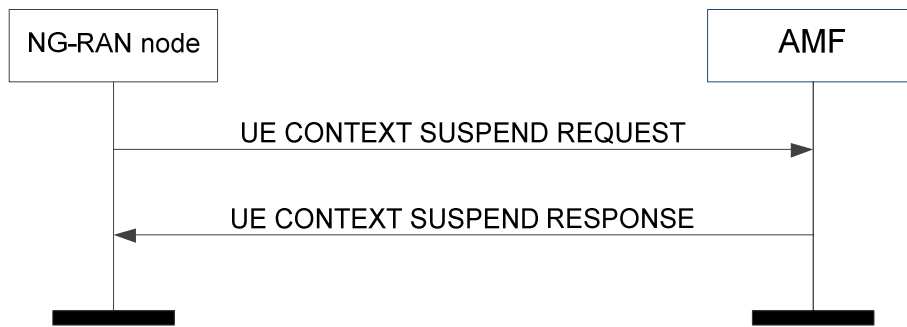 NG-RAN node
AMF
UE CONTEXT SUSPEND REQUEST
UE CONTEXT SUSPEND RESPONSE